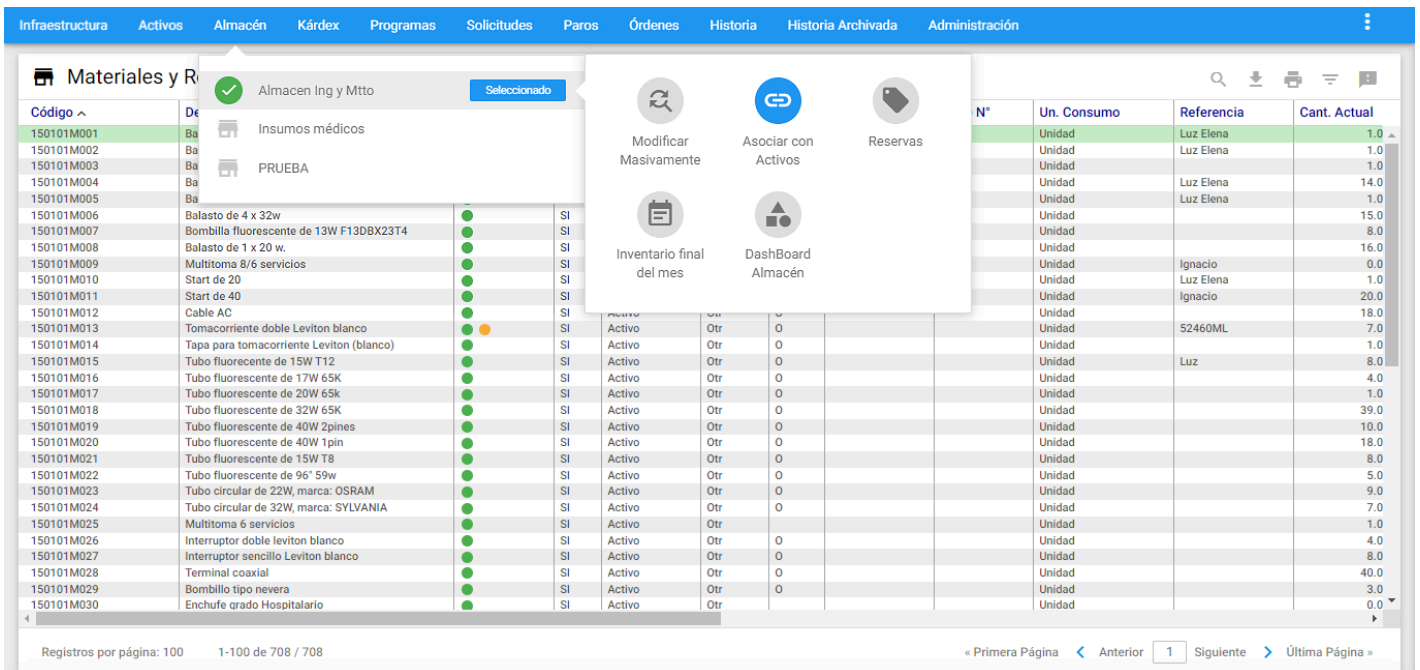 Infraestructura Activos Almacén Kárdex Programas Solicitudes Paros Órdenes Historia Historia Archivada Administración
Materiales y R
Almacen Ing y Mtto Seleccionado
Insumos médicos
PRUEBA
Modificar Masivamente
Asociar con Activos
Reservas
Inventario final del mes
DashBoard Almacén
Código De N° Un. Consumo Referencia Cant. Actual
150101M001 Ba Unidad Luz Elena 1.0
150101M002 Ba Unidad Luz Elena 1.0
150101M003 Ba Unidad 1.0
150101M004 Ba Unidad Luz Elena 14.0
150101M005 Ba Unidad Luz Elena 1.0
150101M006 Balasto de 4 x 32w SI Unidad 15.0
150101M007 Bombilla fluorescente de 13W F13DBX23T4 SI Unidad 8.0
150101M008 Balasto de 1 x 20 w. SI Unidad 16.0
150101M009 Multitoma 8/6 servicios SI Unidad Ignacio 0.0
150101M010 Start de 20 SI Unidad Luz Elena 1.0
150101M011 Start de 40 SI Unidad Ignacio 20.0
150101M012 Cable AC SI Activo Otr O Unidad 18.0
150101M013 Tomacorriente doble Leviton blanco SI Activo Otr O Unidad 52460ML 7.0
150101M014 Tapa para tomacorriente Leviton (blanco) SI Activo Otr O Unidad 1.0
150101M015 Tubo fluorecente de 15W T12 SI Activo Otr O Unidad Luz 8.0
150101M016 Tubo fluorescente de 17W 65K SI Activo Otr O Unidad 4.0
150101M017 Tubo fluorescente de 20W 65k SI Activo Otr O Unidad 1.0
150101M018 Tubo fluorescente de 32W 65K SI Activo Otr O Unidad 39.0
150101M019 Tubo fluorescente de 40W 2pines SI Activo Otr O Unidad 10.0
150101M020 Tubo fluorescente de 40W 1pin SI Activo Otr O Unidad 18.0
150101M021 Tubo fluorescente de 15W T8 SI Activo Otr O Unidad 8.0
150101M022 Tubo fluorescente de 96" 59w SI Activo Otr O Unidad 5.0
150101M023 Tubo circular de 22W, marca: OSRAM SI Activo Otr O Unidad 9.0
150101M024 Tubo circular de 32W, marca: SYLVANIA SI Activo Otr O Unidad 7.0
150101M025 Multitoma 6 servicios SI Activo Otr Unidad 1.0
150101M026 Interruptor doble leviton blanco SI Activo Otr O Unidad 4.0
150101M027 Interruptor sencillo Leviton blanco SI Activo Otr O Unidad 8.0
150101M028 Terminal coaxial SI Activo Otr O Unidad 40.0
150101M029 Bombillo tipo nevera SI Activo Otr O Unidad 3.0
150101M030 Enchufe grado Hospitalario SI Activo Otr Unidad 0.0
Registros por página: 100 1-100 de 708 / 708 « Primera Página Anterior 1 Siguiente Última Página »